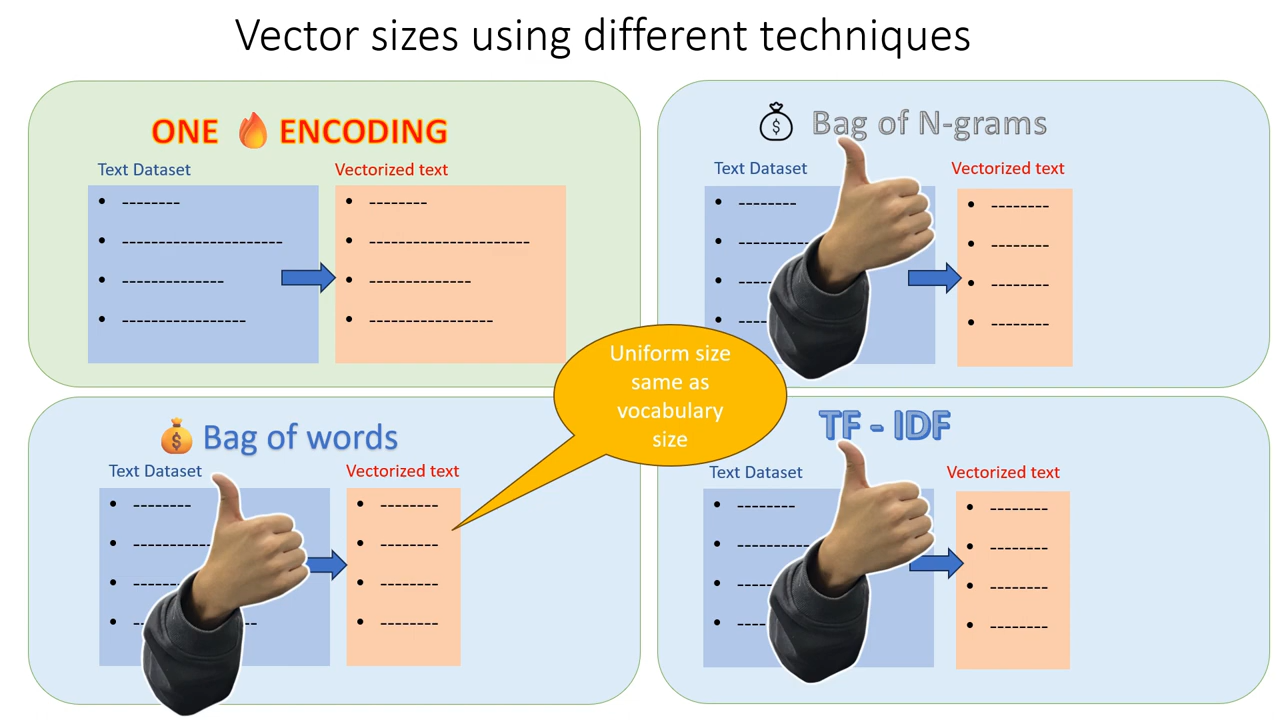 Vector sizes using different techniques
ONE ENCODING
Text Dataset
Vectorized text
• --------
• ----------------------
• --------------
• -----------------
• --------
• ----------------------
• --------------
• -----------------
$ Bag of N-grams
Text Dataset
Vectorized text
• --------
• ----------
• -----
• ----
• --------
• --------
• --------
• --------
Uniform size
same as
vocabulary
size
$ Bag of words
Text Dataset
Vectorized text
• --------
• -----------
• ------
• --
• --------
• --------
• --------
• --------
TF - IDF
Text Dataset
Vectorized text
• --------
• ----------
• -----
• ----
• --------
• --------
• --------
• --------